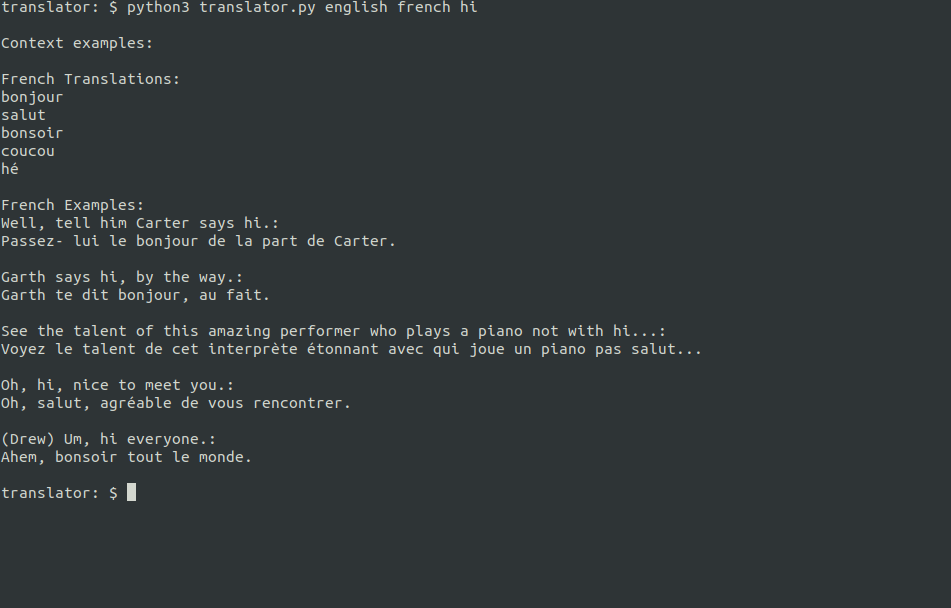 translator: $ python3 translator.py english french hi
Context examples:
French Translations:
bonjour
salut
bonsoir
coucou
hé
French Examples:
Well, tell him Carter says hi.:
Passez- lui le bonjour de la part de Carter.
Garth says hi, by the way.:
Garth te dit bonjour, au fait.
See the talent of this amazing performer who plays a piano not with hi...:
Voyez le talent de cet interprète étonnant avec qui joue un piano pas salut...
Oh, hi, nice to meet you.:
Oh, salut, agréable de vous rencontrer.
(Drew) Um, hi everyone.:
Ahem, bonsoir tout le monde.
translator: $